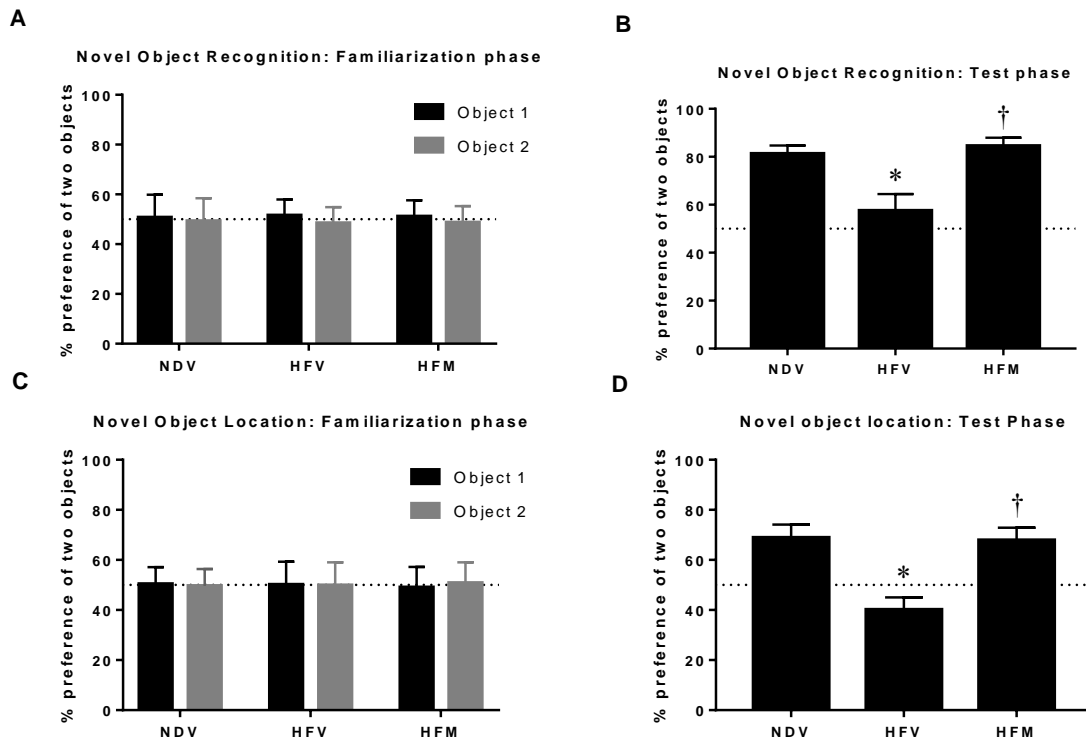 A
Novel Object Recognition: Familiarization phase
% preference of two objects
100
80
60
40
20
0
Object 1
Object 2
NDV HFV HFM
B
Novel Object Recognition: Test phase
% preference of two objects
100
80
60
40
20
0
*
†
NDV HFV HFM
C
Novel Object Location: Familiarization phase
% preference of two objects
100
80
60
40
20
0
Object 1
Object 2
NDV HFV HFM
D
Novel object location: Test Phase
% preference of two objects
100
80
60
40
20
0
*
†
NDV HFV HFM